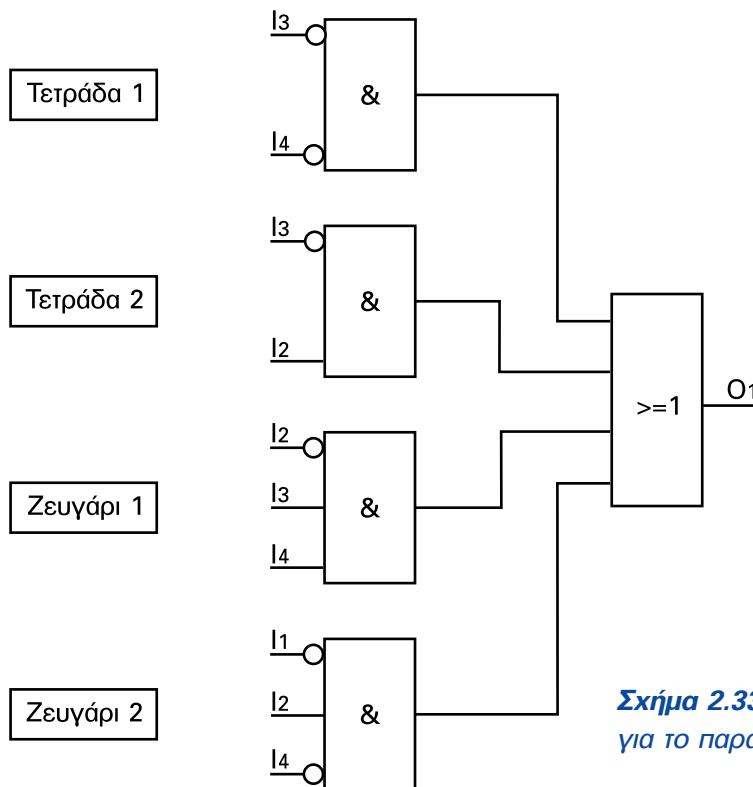 I3
Τετράδα 1
&
I4
I3
Τετράδα 2
&
I2
>=1
O1
I2
Ζευγάρι 1
I3
&
I4
I1
Ζευγάρι 2
I2
&
I4
Σχήμα 2.33
για το